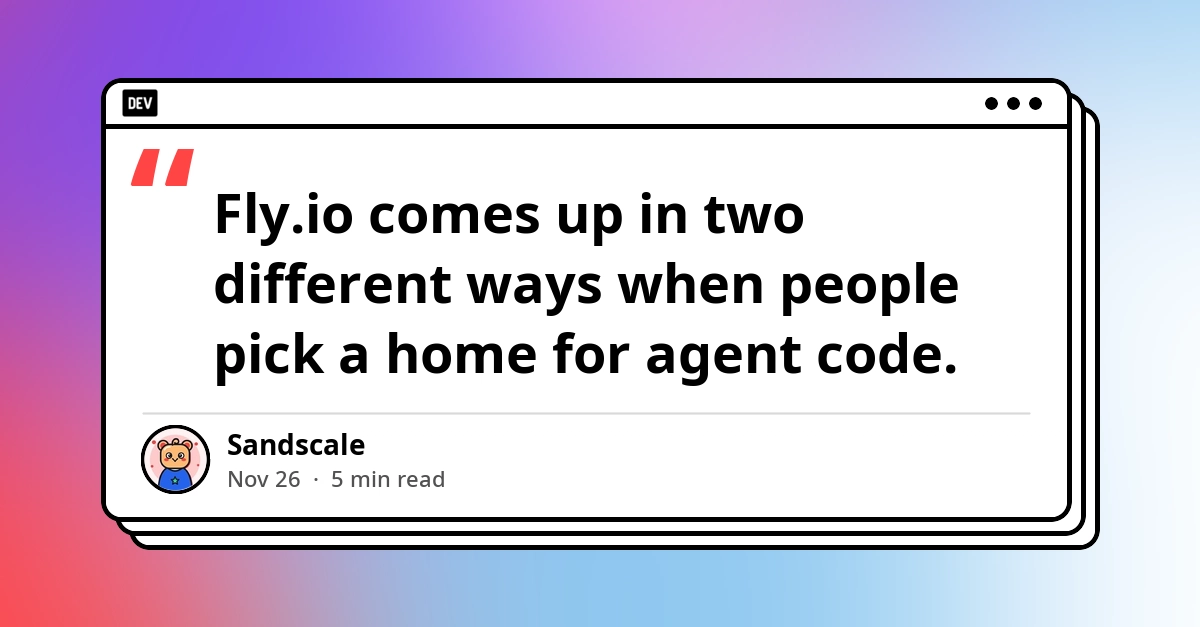 DEV
“
Fly.io comes up in two
different ways when people
pick a home for agent code.
Sandscale
Nov 26 · 5 min read